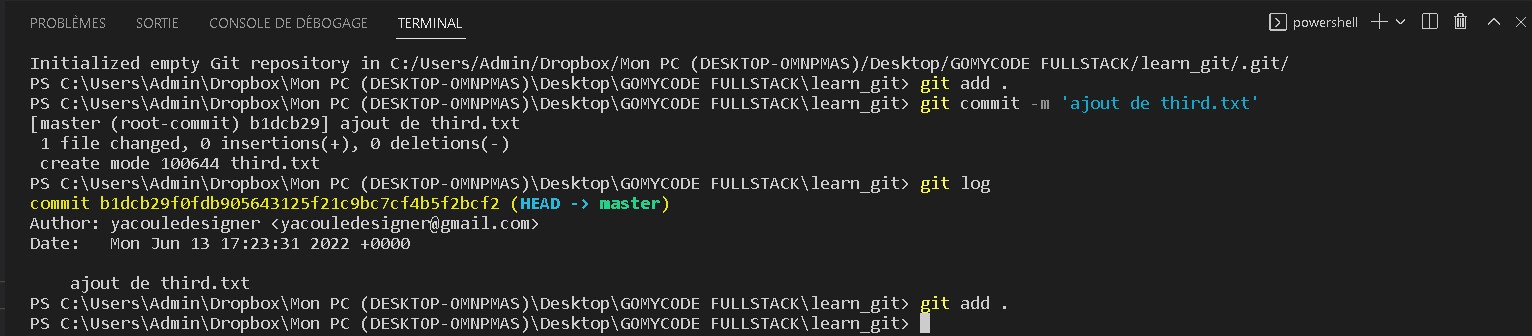 PROBLÈMES SORTIE CONSOLE DE DÉBOGAGE TERMINAL powershell
Initialized empty Git repository in C:/Users/Admin/Dropbox/Mon PC (DESKTOP-OMNPMAS)/Desktop/GOMYCODE FULLSTACK/learn_git/.git/
PS C:\Users\Admin\Dropbox\Mon PC (DESKTOP-OMNPMAS)\Desktop\GOMYCODE FULLSTACK\learn_git> git add .
PS C:\Users\Admin\Dropbox\Mon PC (DESKTOP-OMNPMAS)\Desktop\GOMYCODE FULLSTACK\learn_git> git commit -m 'ajout de third.txt'
[master (root-commit) b1dcb29] ajout de third.txt
 1 file changed, 0 insertions(+), 0 deletions(-)
 create mode 100644 third.txt
PS C:\Users\Admin\Dropbox\Mon PC (DESKTOP-OMNPMAS)\Desktop\GOMYCODE FULLSTACK\learn_git> git log
commit b1dcb29f0fdb905643125f21c9bc7cf4b5f2bcf2 (HEAD -> master)
Author: yacouledesigner <yacouledesigner@gmail.com>
Date:   Mon Jun 13 17:23:31 2022 +0000
    ajout de third.txt
PS C:\Users\Admin\Dropbox\Mon PC (DESKTOP-OMNPMAS)\Desktop\GOMYCODE FULLSTACK\learn_git> git add .
PS C:\Users\Admin\Dropbox\Mon PC (DESKTOP-OMNPMAS)\Desktop\GOMYCODE FULLSTACK\learn_git>